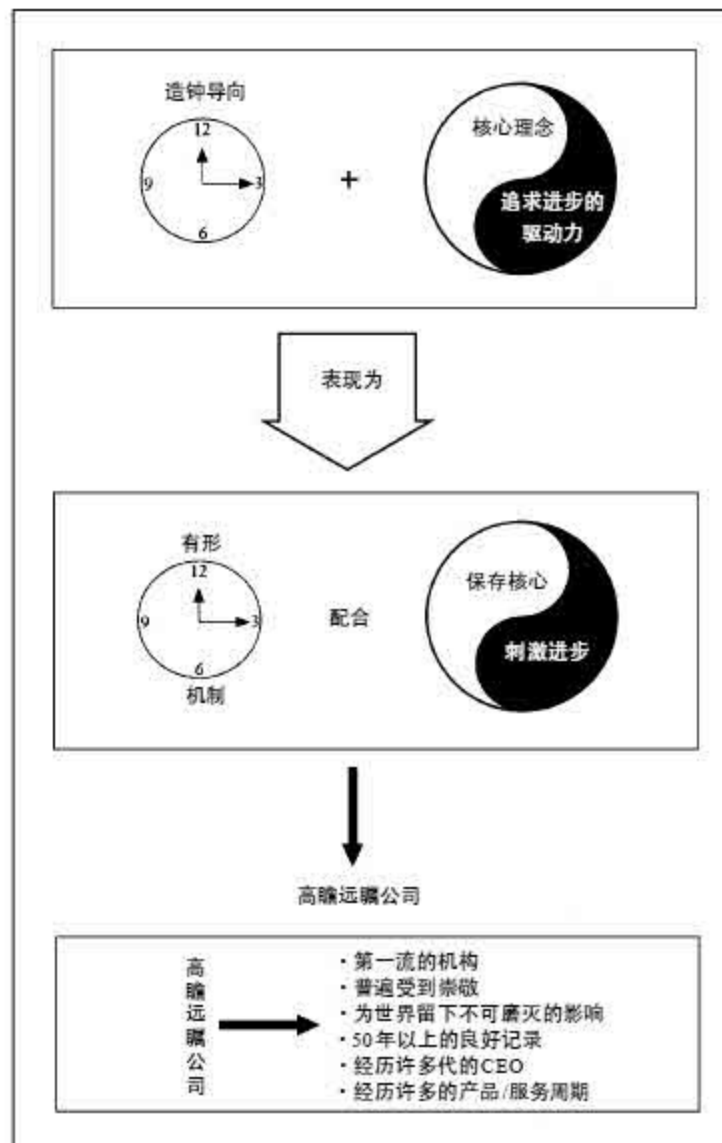 造钟导向
12
9
3
6
+
核心理念
追求进步的
驱动力
表现为
有形
12
9
3
6
机制
配合
保存核心
刺激进步
高瞻远瞩公司
高瞻远瞩公司
·第一流的机构
·普遍受到崇敬
·为世界留下不可磨灭的影响
·50年以上的良好记录
·经历许多代的CEO
·经历许多的产品/服务周期